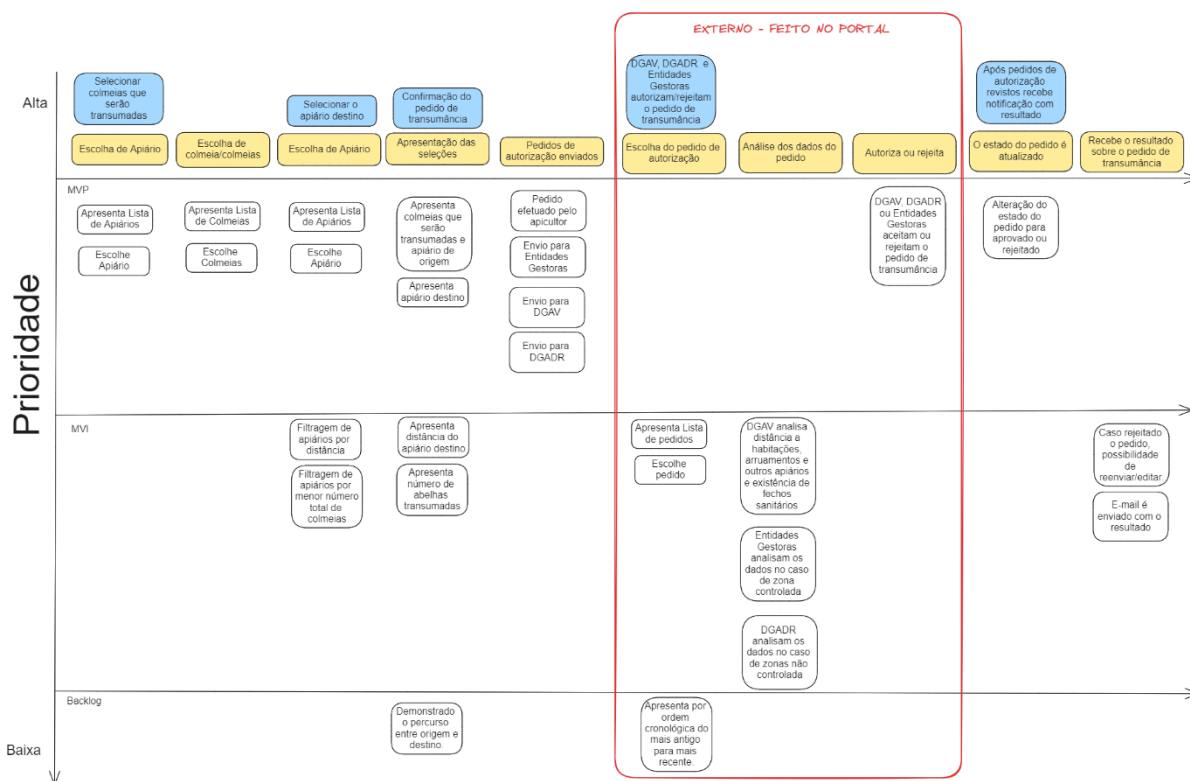 EXTERNO - FEITO NO PORTAL
Alta
Selecionar
colmeias que
serão
transumadas
Selecionar o
apiário destino
Confirmação do
pedido de
transumância
DGAV, DGADR e
Entidades
Gestoras
autorizam/rejeitam
o pedido de
transumância
Após pedidos de
autorização
revistos recebe
notificação com
resultado
Escolha de Apiário
Escolha de
colmeia/colmeias
Escolha de Apiário
Apresentação das
seleções
Pedidos de
autorização enviados
Escolha do pedido de
autorização
Análise dos dados do
pedido
Autoriza ou rejeita
O estado do pedido é
atualizado
Recebe o resultado
sobre o pedido de
transumância
Prioridade
MVP
Apresenta Lista
de Apiários
Escolhe
Apiário
Apresenta Lista
de Colmeias
Escolhe
Colmeias
Apresenta Lista
de Apiários
Escolhe
Apiário
Apresenta
colmeias que
serão
transumadas e
apiário de
origem
Apresenta
apiário destino
Pedido
efetuado pelo
apicultor
Envio para
Entidades
Gestoras
Envio para
DGAV
Envio para
DGADR
DGAV, DGADR
ou Entidades
Gestoras
aceitam ou
rejeitam o
pedido de
transumância
Alteração do
estado do
pedido para
aprovado ou
rejeitado
MVI
Filtragem de
apiários por
distância
Filtragem de
apiários por
menor número
total de
colmeias
Apresenta
distância do
apiário destino
Apresenta
número de
abelhas
transumadas
Apresenta Lista
de pedidos
Escolhe
pedido
DGAV analisa
distância a
habitações,
arruamentos e
outros apiários
e existência de
fechos
sanitários
Entidades
Gestoras
analisam os
dados no caso
de zona
controlada
DGADR
analisam os
dados no caso
de zonas não
controlada
Caso rejeitado
o pedido,
possibilidade
de
reenviar/editar
E-mail é
enviado com o
resultado
Backlog
Baixa
Demonstrado
o percurso
entre origem e
destino.
Apresenta por
ordem
cronológica do
mais antigo
para mais
recente.